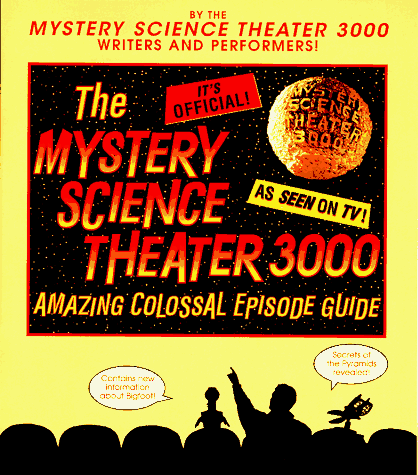 BY THE
MYSTERY SCIENCE THEATER 3000
WRITERS AND PERFORMERS!
The
IT'S
OFFICIAL!
MYSTERY
SCIENCE
THEATER
3000
MYSTERY
SCIENCE
THEATER 3000
AS SEEN ON TV!
AMAZING COLOSSAL EPISODE GUIDE
Contains new
information
about Bigfoot!
Secrets of
the Pyramids
revealed!